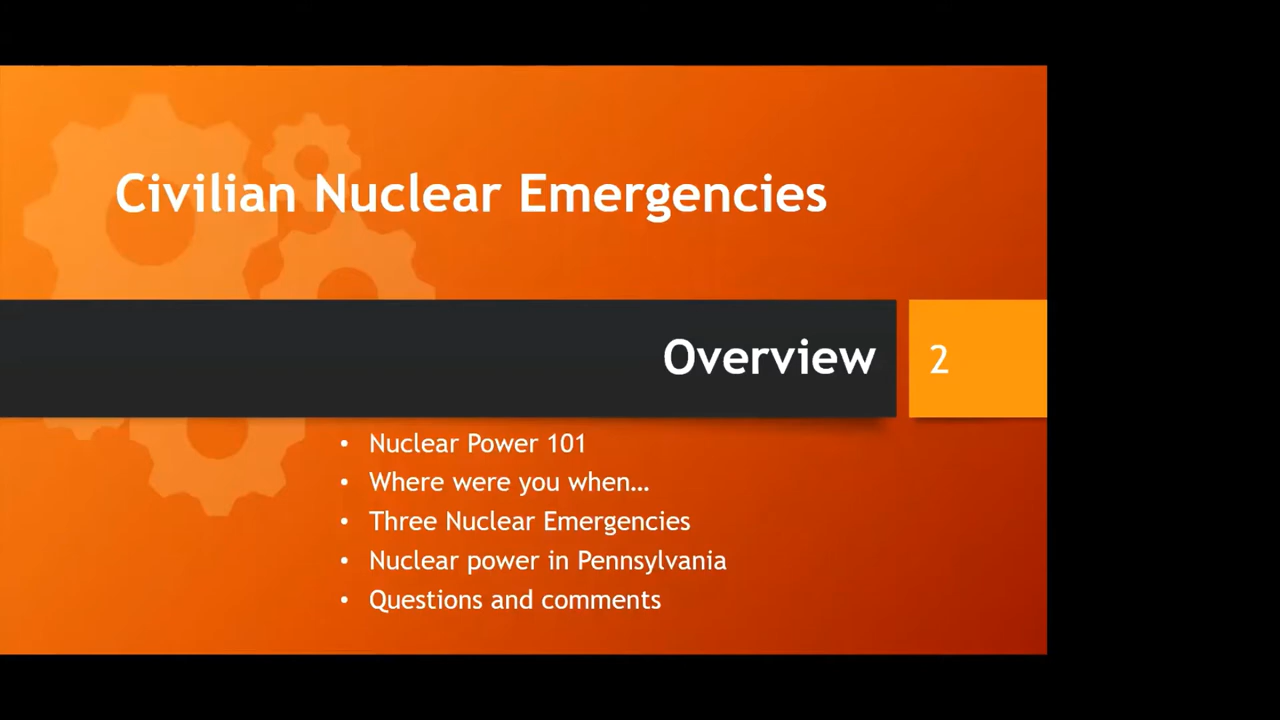 Civilian Nuclear Emergencies
Overview
2
• Nuclear Power 101
• Where were you when…
• Three Nuclear Emergencies
• Nuclear power in Pennsylvania
• Questions and comments